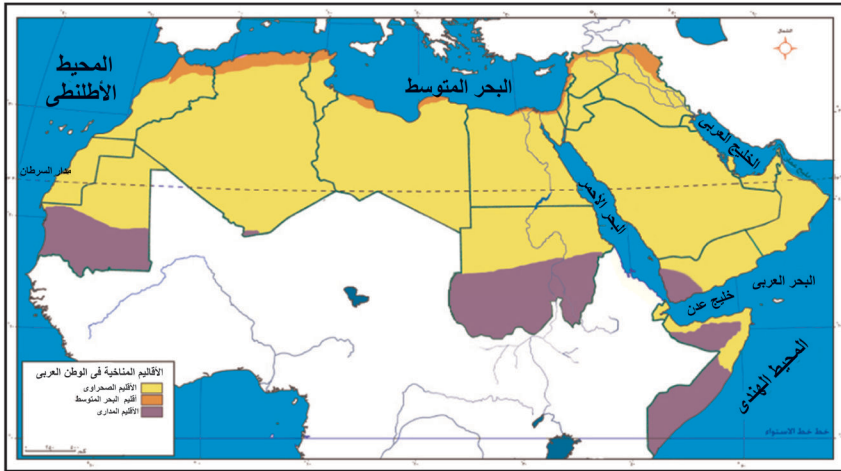 الشمال
المحيط
الأطلنطى
البحر المتوسط
الخليج العربى
مدار السرطان
البحر الأحمر
البحر العربى
خليج عدن
المحيط الهندى
خط الاستواء
الأقاليم المناخية فى الوطن العربى
الأقليم الصحراوى
أقليم البحر المتوسط
الأقليم المدارى